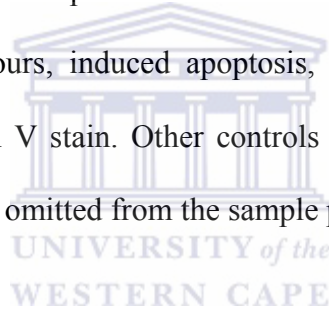 ours, induced apoptosis,
V stain. Other controls
omitted from the sample
UNIVERSITY of the
WESTERN CAPE